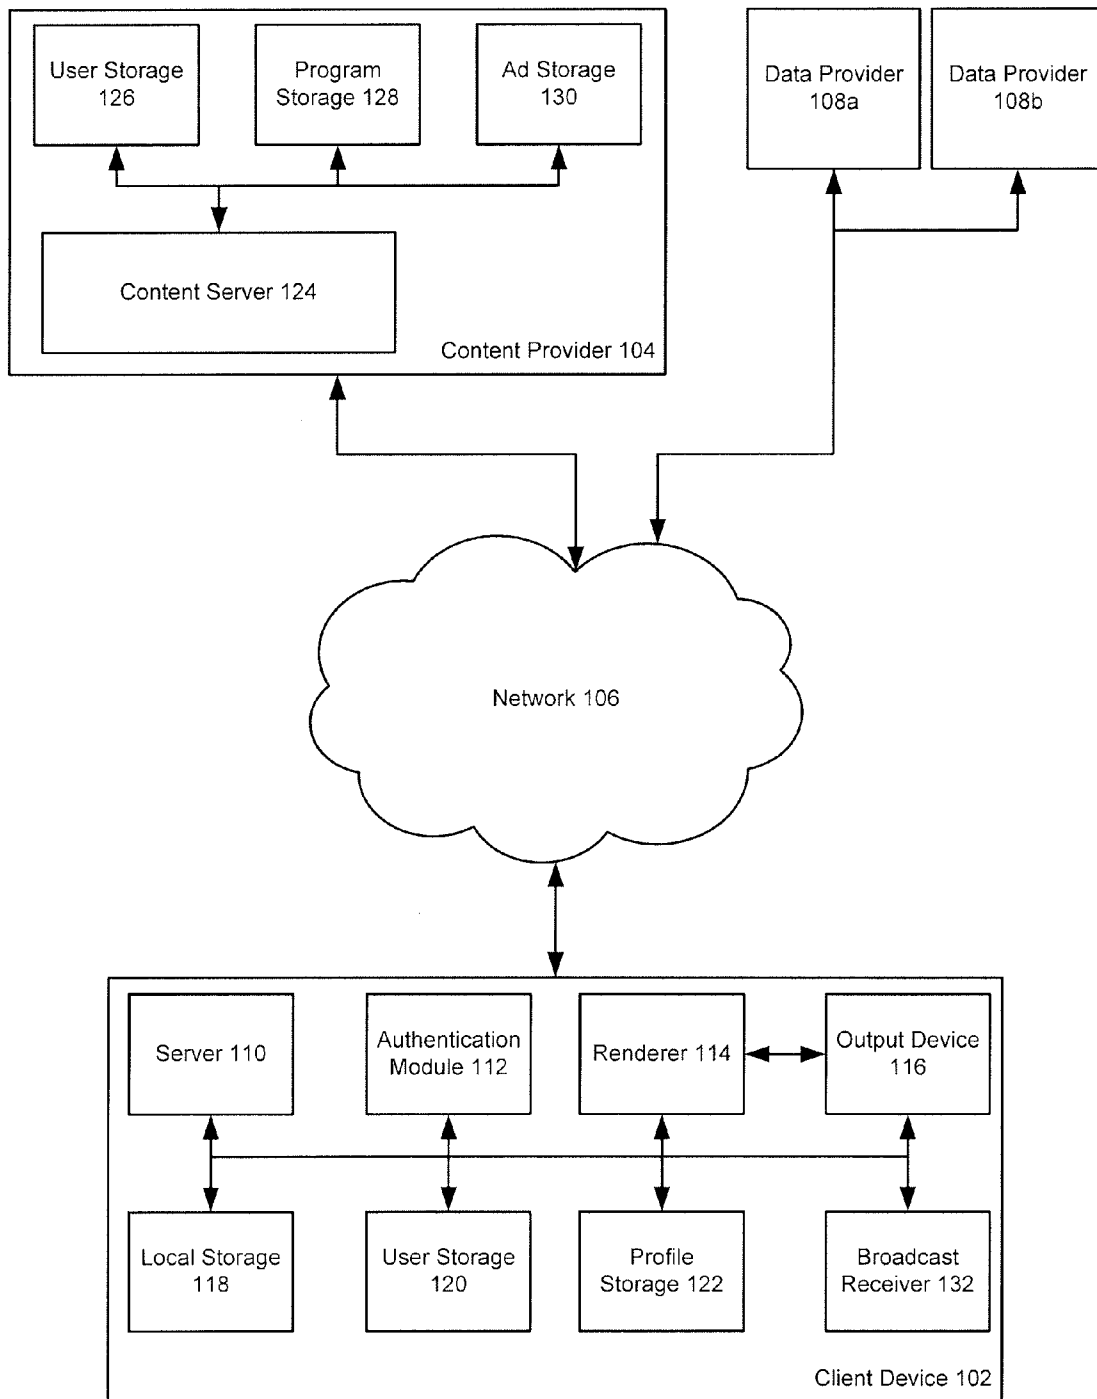 User Storage
126
Program
Storage 128
Ad Storage
130
Data Provider
108a
Data Provider
108b
Content Server 124
Content Provider 104
Network 106
Server 110
Authentication
Module 112
Renderer 114
Output Device
116
Local Storage
118
User Storage
120
Profile
Storage 122
Broadcast
Receiver 132
Client Device 102